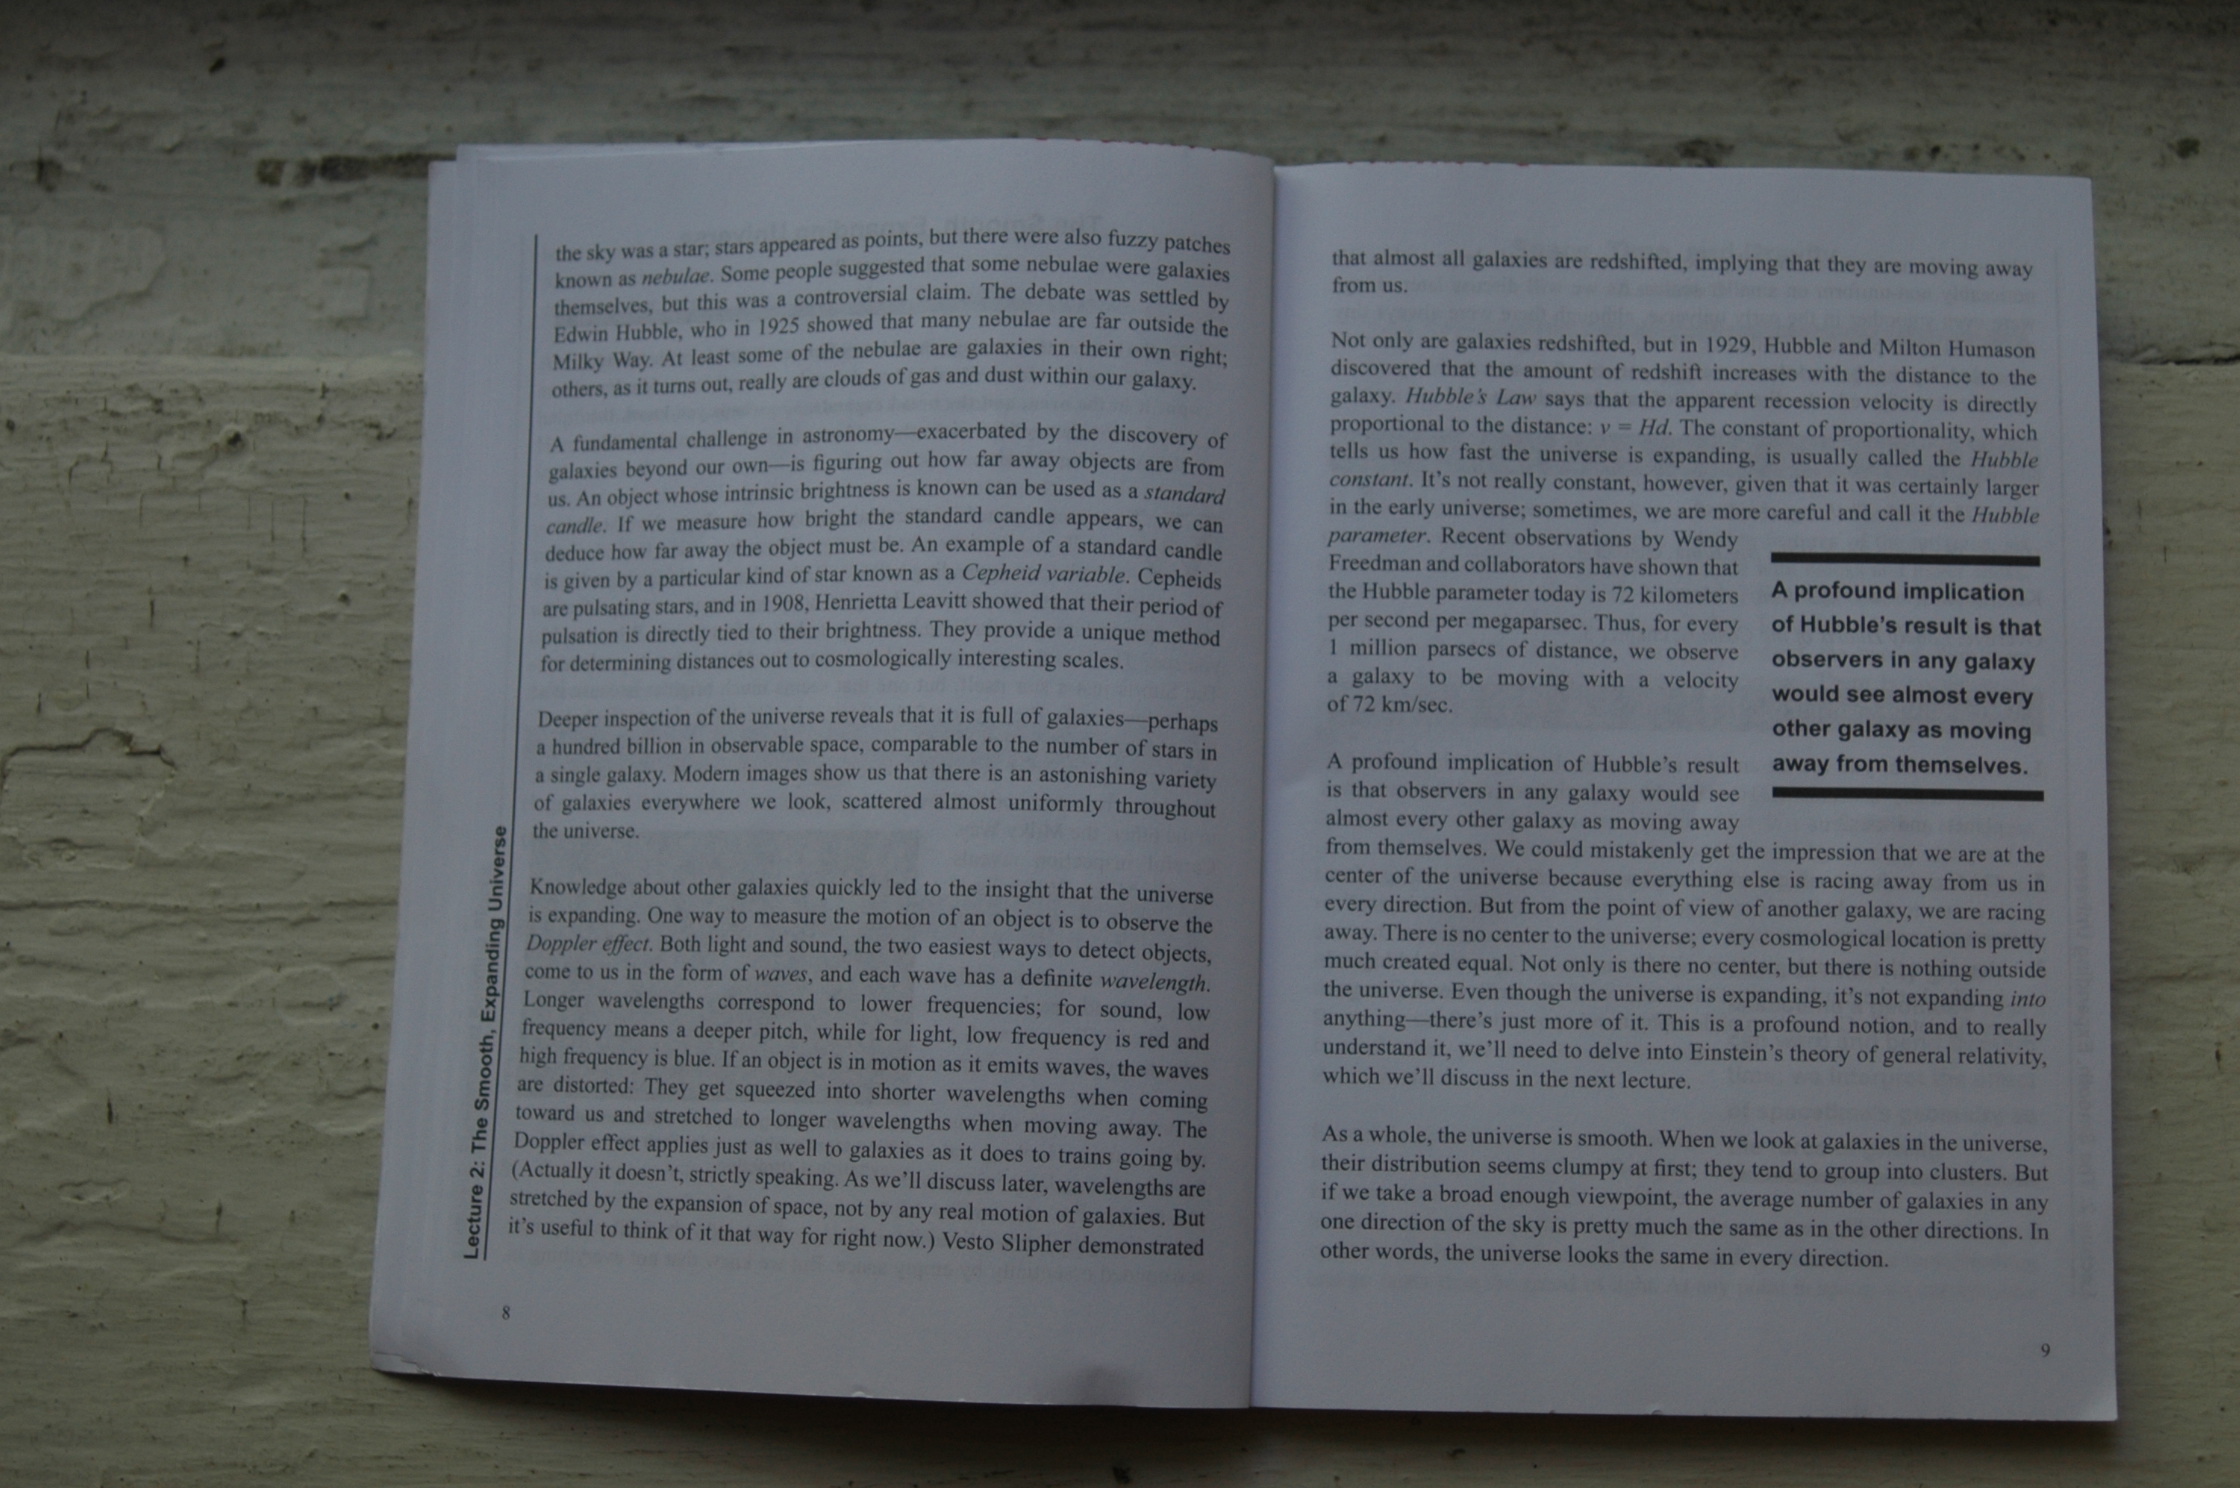 the sky was a star; stars appeared as points, but there were also fuzzy patches
known as nebulae. Some people suggested that some nebulae were galaxies
themselves, but this was a controversial claim. The debate was settled by
Edwin Hubble, who in 1925 showed that many nebulae are far outside the
Milky Way. At least some of the nebulae are galaxies in their own right;
others, as it turns out, really are clouds of gas and dust within our galaxy.
A fundamental challenge in astronomy—exacerbated by the discovery of
galaxies beyond our own—is figuring out how far away objects are from
us. An object whose intrinsic brightness is known can be used as a standard
candle. If we measure how bright the standard candle appears, we can
deduce how far away the object must be. An example of a standard candle
is given by a particular kind of star known as a Cepheid variable. Cepheids
are pulsating stars, and in 1908, Henrietta Leavitt showed that their period of
pulsation is directly tied to their brightness. They provide a unique method
for determining distances out to cosmologically interesting scales.
Deeper inspection of the universe reveals that it is full of galaxies—perhaps
a hundred billion in observable space, comparable to the number of stars in
a single galaxy. Modern images show us that there is an astonishing variety
of galaxies everywhere we look, scattered almost uniformly throughout
the universe.
Knowledge about other galaxies quickly led to the insight that the universe
is expanding. One way to measure the motion of an object is to observe the
Doppler effect. Both light and sound, the two easiest ways to detect objects,
come to us in the form of waves, and each wave has a definite wavelength.
Longer wavelengths correspond to lower frequencies; for sound, low
frequency means a deeper pitch, while for light, low frequency is red and
high frequency is blue. If an object is in motion as it emits waves, the waves
are distorted: They get squeezed into shorter wavelengths when coming
toward us and stretched to longer wavelengths when moving away. The
Doppler effect applies just as well to galaxies as it does to trains going by.
(Actually it doesn't, strictly speaking. As we'll discuss later, wavelengths are
stretched by the expansion of space, not by any real motion of galaxies. But
it's useful to think of it that way for right now.) Vesto Slipher demonstrated
Lecture 2: The Smooth, Expanding Universe
8
that almost all galaxies are redshifted, implying that they are moving away
from us.
Not only are galaxies redshifted, but in 1929, Hubble and Milton Humason
discovered that the amount of redshift increases with the distance to the
galaxy. Hubble's Law says that the apparent recession velocity is directly
proportional to the distance: v = Hd. The constant of proportionality, which
tells us how fast the universe is expanding, is usually called the Hubble
constant. It's not really constant, however, given that it was certainly larger
in the early universe; sometimes, we are more careful and call it the Hubble
parameter. Recent observations by Wendy
Freedman and collaborators have shown that
the Hubble parameter today is 72 kilometers
per second per megaparsec. Thus, for every
1 million parsecs of distance, we observe
a galaxy to be moving with a velocity
of 72 km/sec.
A profound implication
of Hubble's result is that
observers in any galaxy
would see almost every
other galaxy as moving
away from themselves.
A profound implication of Hubble's result
is that observers in any galaxy would see
almost every other galaxy as moving away
from themselves. We could mistakenly get the impression that we are at the
center of the universe because everything else is racing away from us in
every direction. But from the point of view of another galaxy, we are racing
away. There is no center to the universe; every cosmological location is pretty
much created equal. Not only is there no center, but there is nothing outside
the universe. Even though the universe is expanding, it's not expanding into
anything—there's just more of it. This is a profound notion, and to really
understand it, we'll need to delve into Einstein's theory of general relativity,
which we'll discuss in the next lecture.
As a whole, the universe is smooth. When we look at galaxies in the universe,
their distribution seems clumpy at first; they tend to group into clusters. But
if we take a broad enough viewpoint, the average number of galaxies in any
one direction of the sky is pretty much the same as in the other directions. In
other words, the universe looks the same in every direction.
9